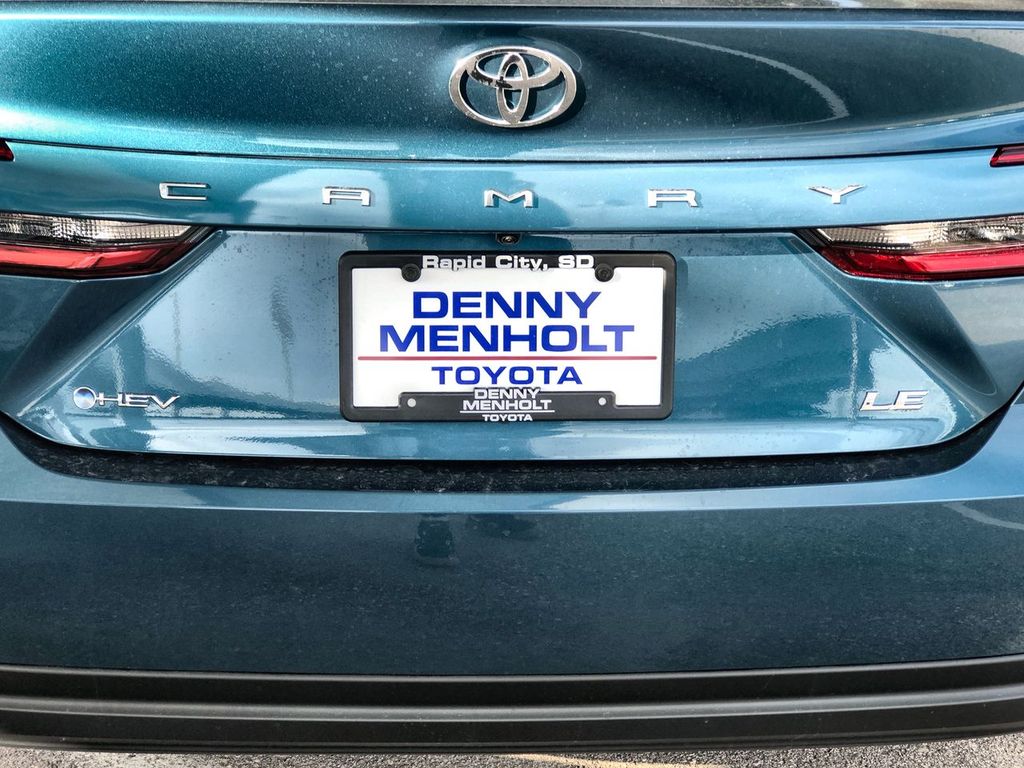 CAMRY
Rapid City, SD
DENNY
MENHOLT
TOYOTA
DENNY
MENHOLT
TOYOTA
HEV
LE